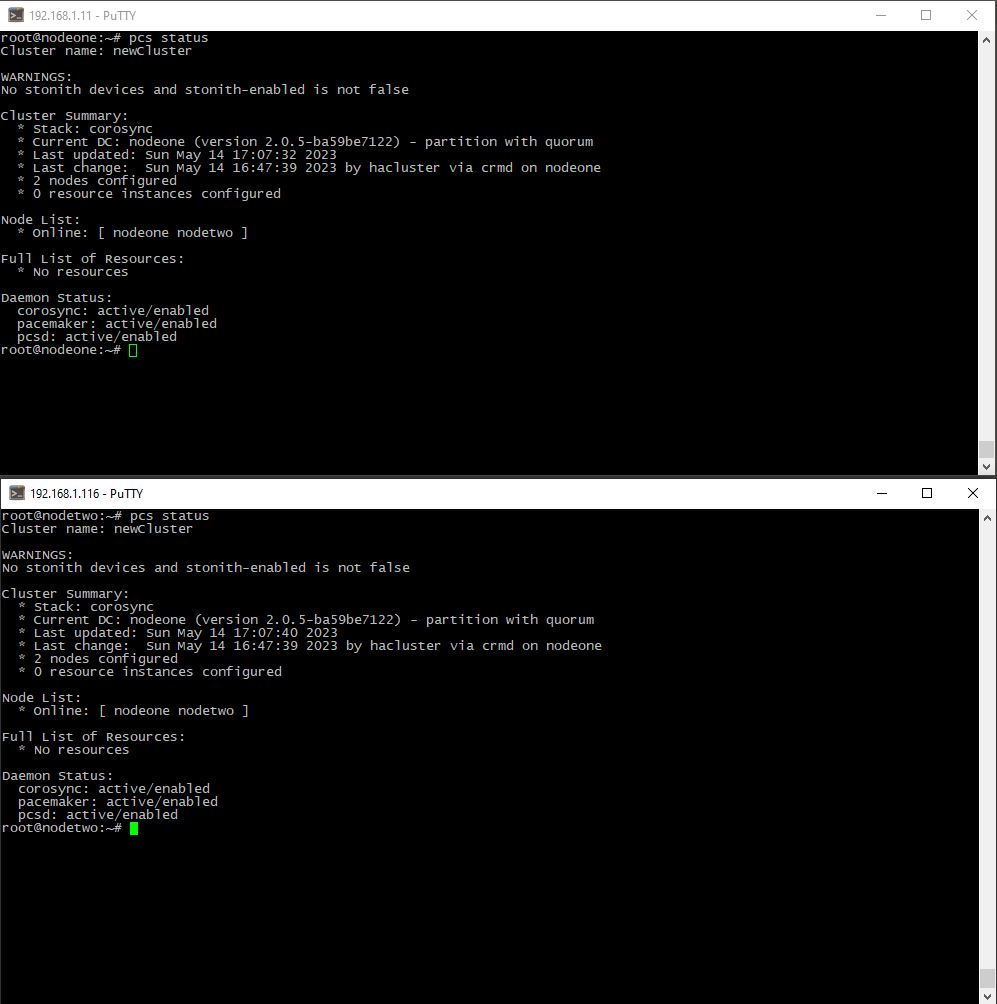 192.168.1.11 - PuTTY
root@nodeone:~# pcs status
Cluster name: newCluster
WARNINGS:
No stonith devices and stonith-enabled is not false
Cluster Summary:
  * Stack: corosync
  * Current DC: nodeone (version 2.0.5-ba59be7122) - partition with quorum
  * Last updated: Sun May 14 17:07:32 2023
  * Last change:  Sun May 14 16:47:39 2023 by hacluster via crmd on nodeone
  * 2 nodes configured
  * 0 resource instances configured
Node List:
  * Online: [ nodeone nodetwo ]
Full List of Resources:
  * No resources
Daemon Status:
  corosync: active/enabled
  pacemaker: active/enabled
  pcsd: active/enabled
root@nodeone:~#
192.168.1.116 - PuTTY
root@nodetwo:~# pcs status
Cluster name: newCluster
WARNINGS:
No stonith devices and stonith-enabled is not false
Cluster Summary:
  * Stack: corosync
  * Current DC: nodeone (version 2.0.5-ba59be7122) - partition with quorum
  * Last updated: Sun May 14 17:07:40 2023
  * Last change:  Sun May 14 16:47:39 2023 by hacluster via crmd on nodeone
  * 2 nodes configured
  * 0 resource instances configured
Node List:
  * Online: [ nodeone nodetwo ]
Full List of Resources:
  * No resources
Daemon Status:
  corosync: active/enabled
  pacemaker: active/enabled
  pcsd: active/enabled
root@nodetwo:~#